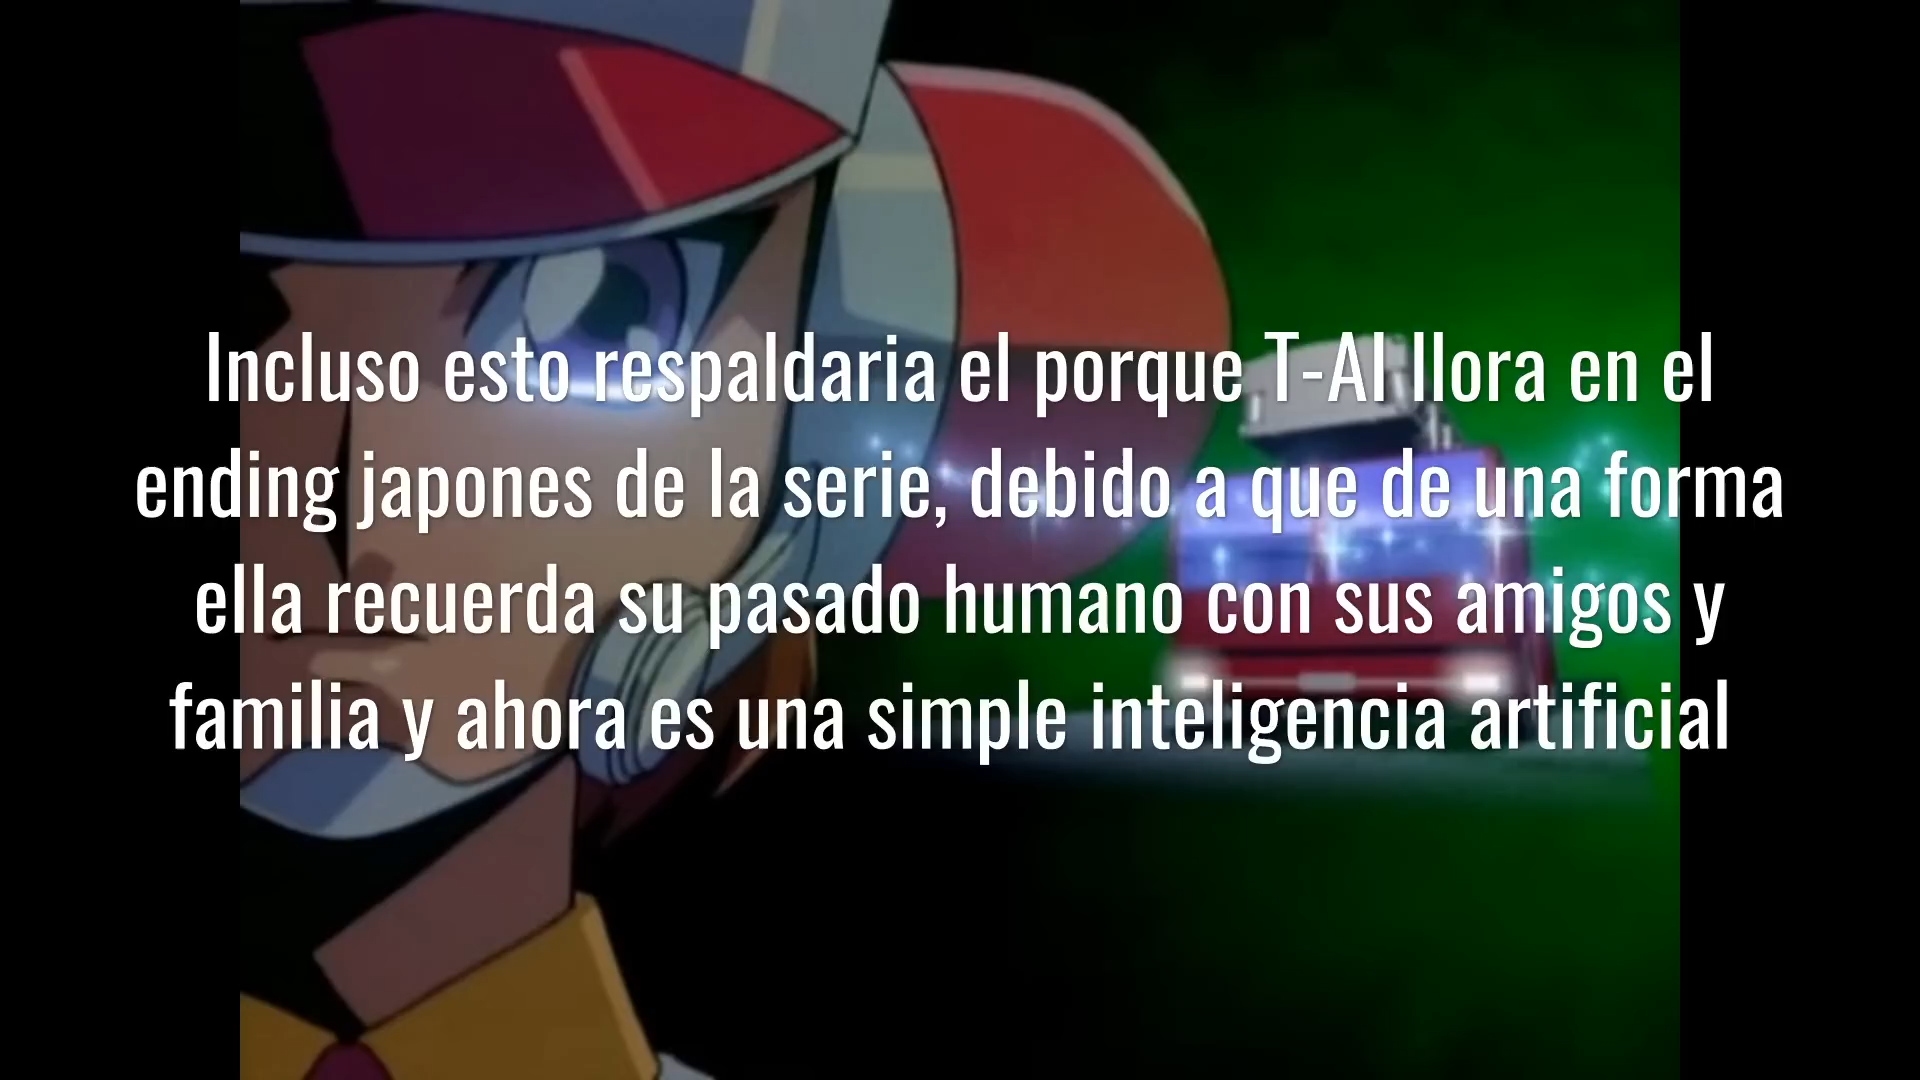 Incluso esto respaldaria el porque T-AI llora en el
ending japones de la serie, debido a que de una forma
ella recuerda su pasado humano con sus amigos y
familia y ahora es una simple inteligencia artificial